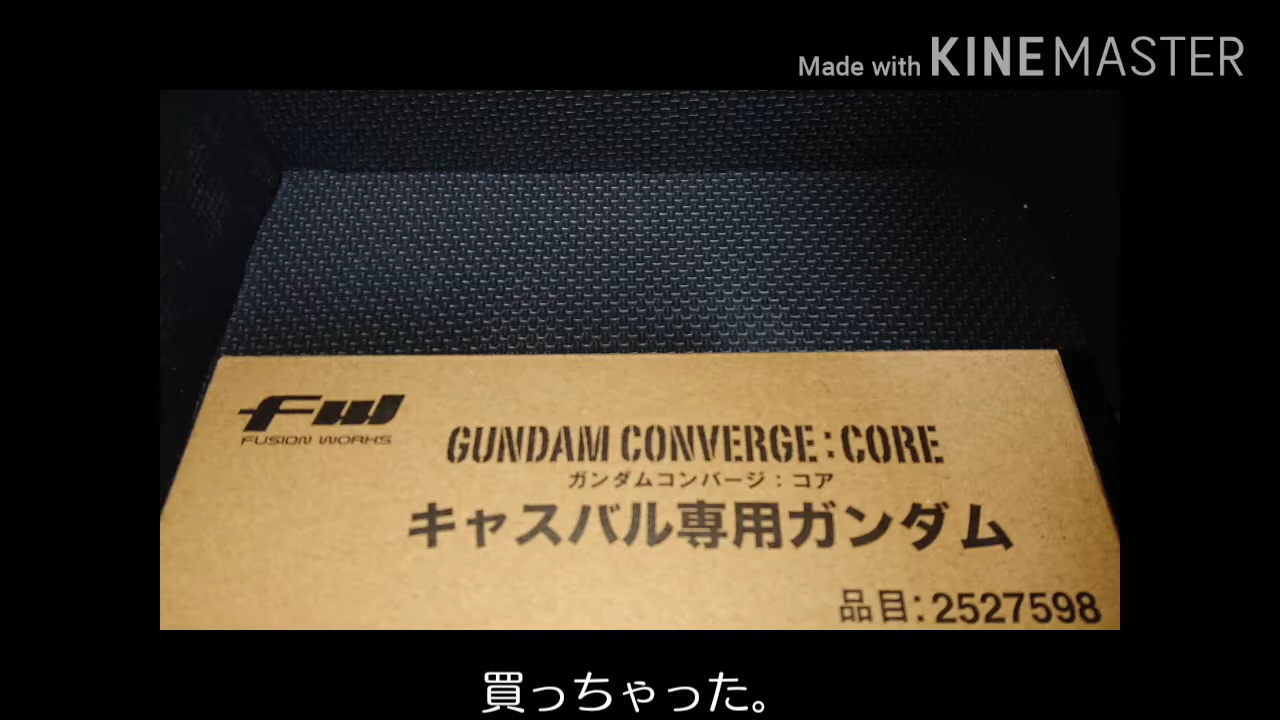 Made with KINEMASTER
FW
FUSION WORKS
GUNDAM CONVERGE:CORE
ガンダムコンバージ:コア
キャスバル専用ガンダム
品目:2527598
買っちゃった。